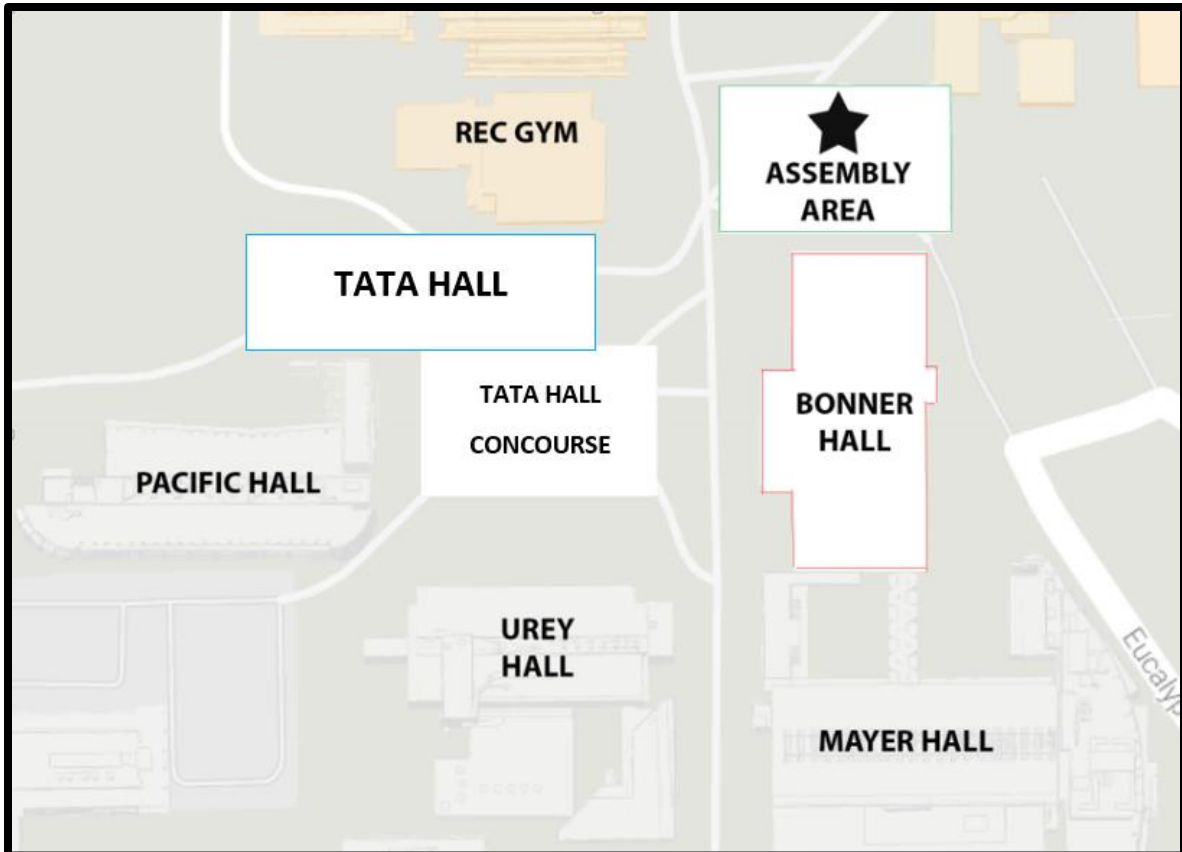 REC GYM
ASSEMBLY
AREA
TATA HALL
TATA HALL
CONCOURSE
BONNER
HALL
PACIFIC HALL
UREY
HALL
MAYER HALL